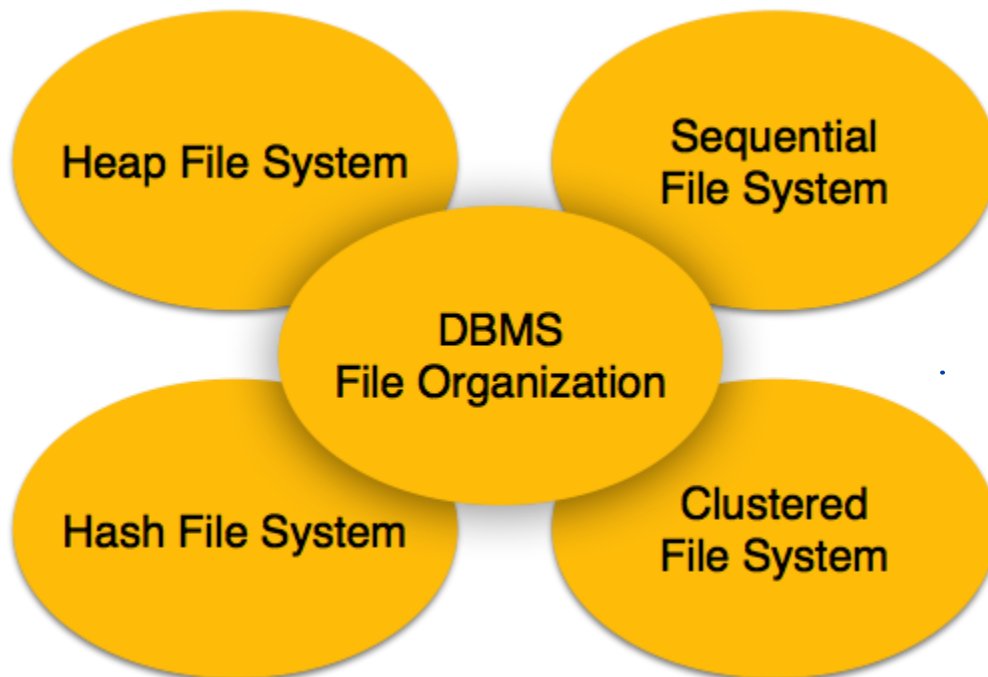 Heap File System
Sequential
File System
DBMS
File Organization
Hash File System
Clustered
File System